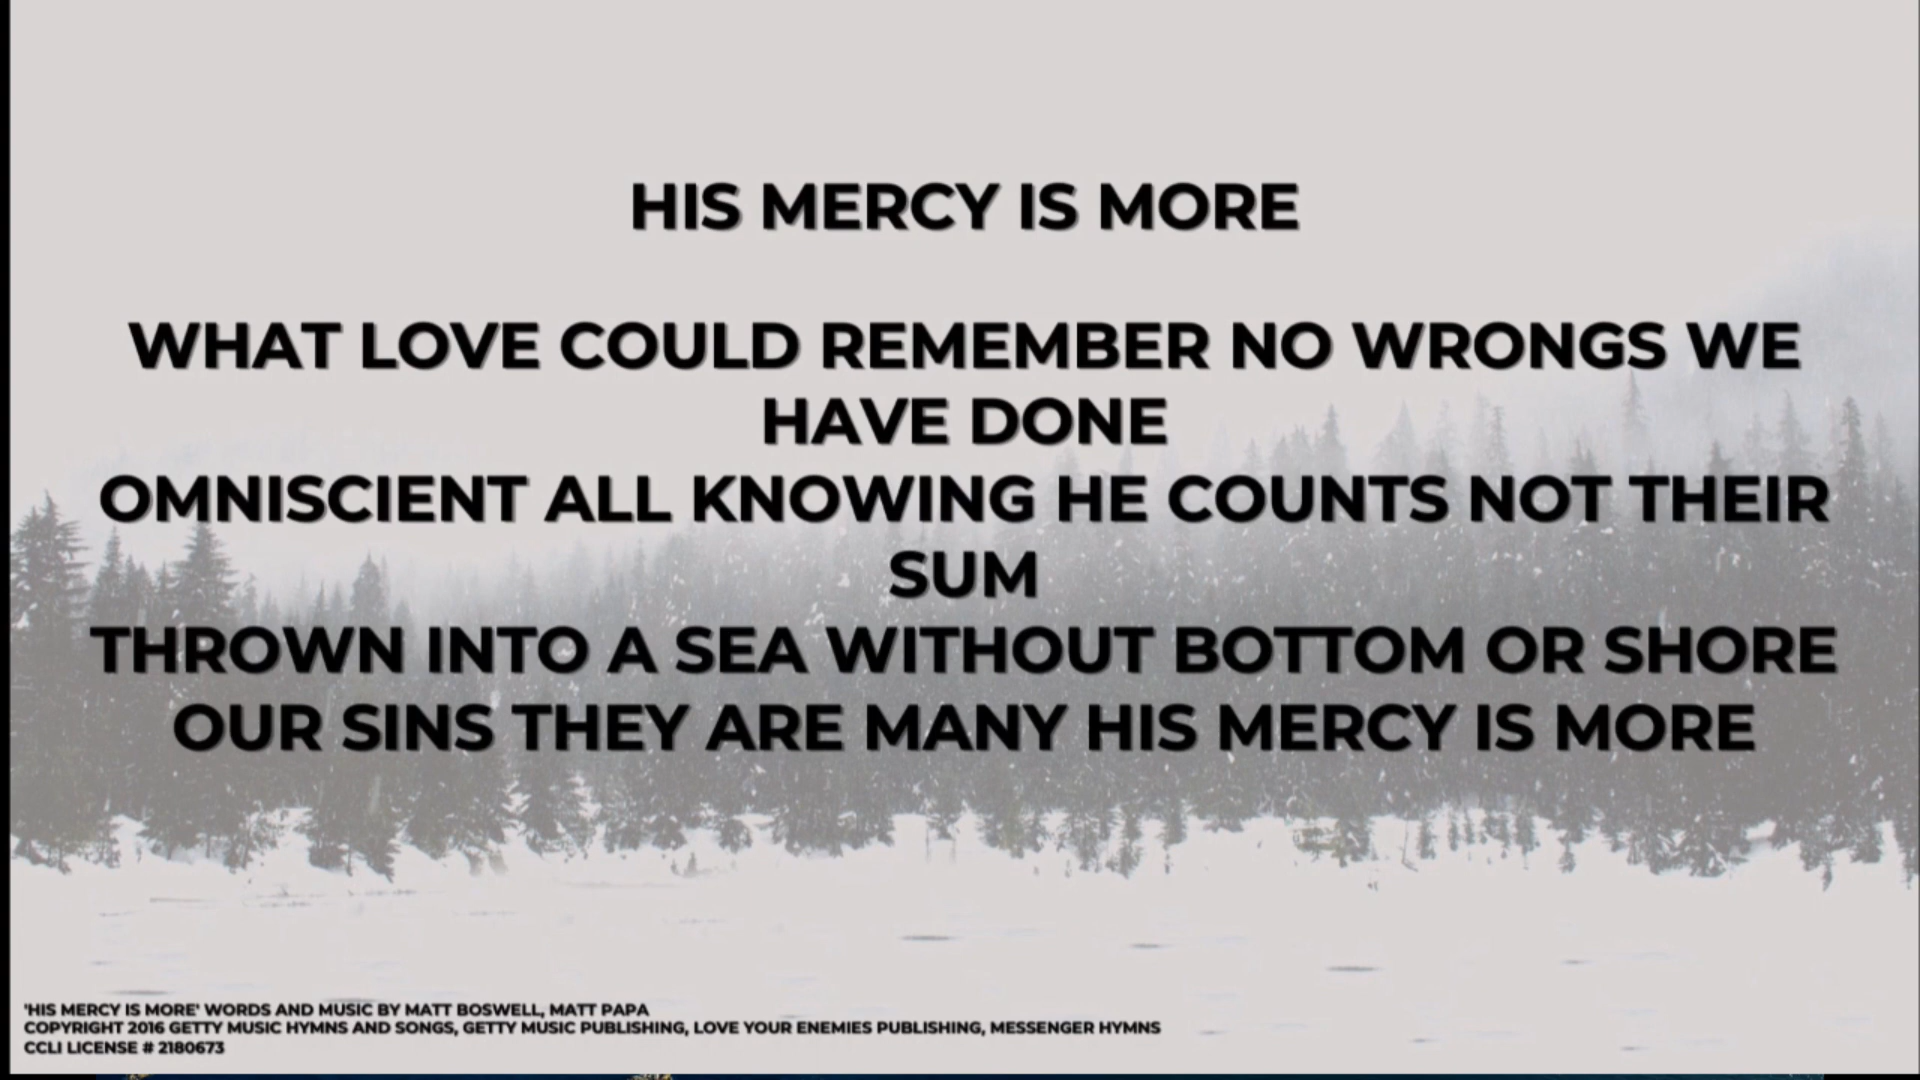 HIS MERCY IS MORE
WHAT LOVE COULD REMEMBER NO WRONGS WE
HAVE DONE
OMNISCIENT ALL KNOWING HE COUNTS NOT THEIR
SUM
THROWN INTO A SEA WITHOUT BOTTOM OR SHORE
OUR SINS THEY ARE MANY HIS MERCY IS MORE
'HIS MERCY IS MORE' WORDS AND MUSIC BY MATT BOSWELL, MATT PAPA
COPYRIGHT 2016 GETTY MUSIC HYMNS AND SONGS, GETTY MUSIC PUBLISHING, LOVE YOUR ENEMIES PUBLISHING, MESSENGER HYMNS
CCLI LICENSE # 2180673